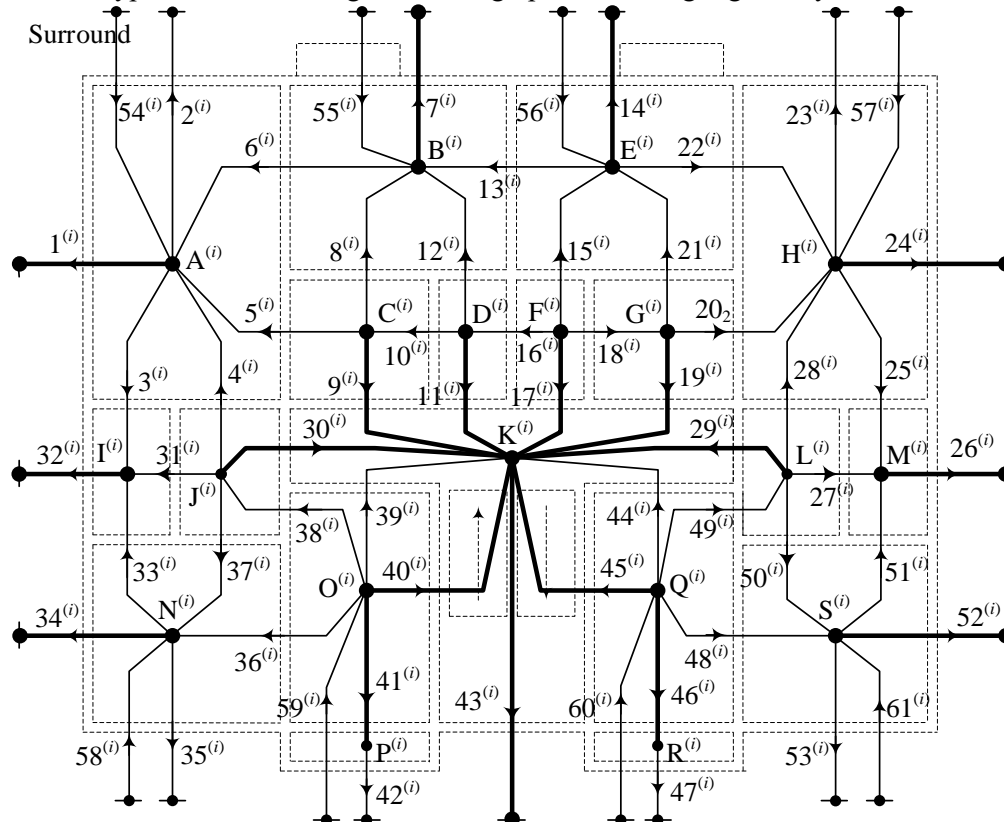 Surround
54^(i) 2^(i) 55^(i) 7^(i) 56^(i) 14^(i) 23^(i) 57^(i)
6^(i) B^(i) 13^(i) E^(i) 22^(i)
1^(i) A^(i) 8^(i) 12^(i) 15^(i) 21^(i) H^(i) 24^(i)
5^(i) C^(i) D^(i) F^(i) G^(i) 20₂
10^(i) 16^(i) 18^(i)
3^(i) 4^(i) 9^(i) 11^(i) 17^(i) 19^(i) 28^(i) 25^(i)
32^(i) I^(i) 31^(i) J^(i) 30^(i) K^(i) 29^(i) L^(i) 27^(i) M^(i) 26^(i)
38^(i) 39^(i) 44^(i) 49^(i)
33^(i) 37^(i) O^(i) 40^(i) 45^(i) Q^(i) 50^(i) 51^(i)
34^(i) N^(i) 36^(i) 48^(i) S^(i) 52^(i)
59^(i) 41^(i) 43^(i) 60^(i) 46^(i) 61^(i)
58^(i) 35^(i) P^(i) R^(i) 53^(i)
42^(i) 47^(i)